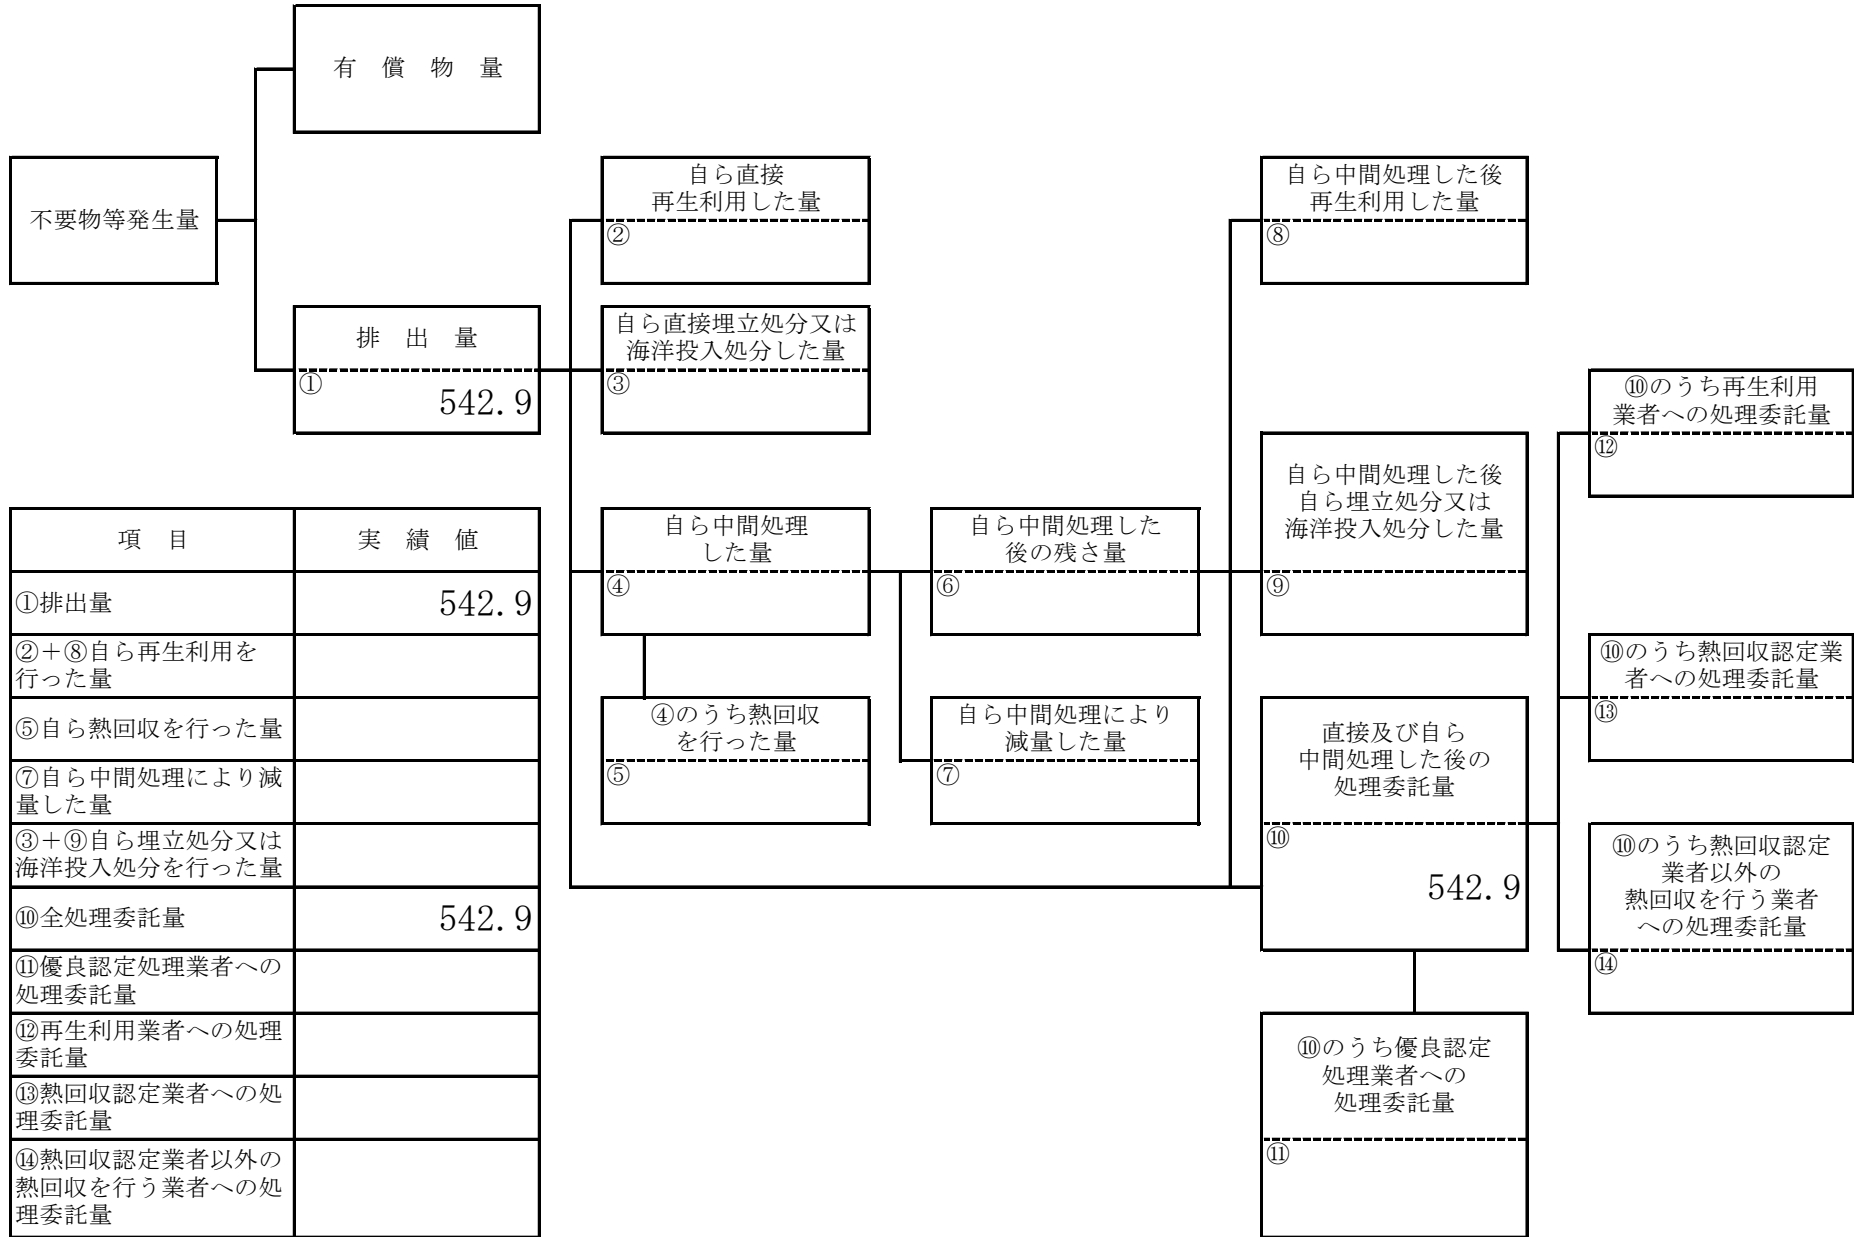 有　償　物　量
不要物等発生量
自ら直接
再生利用した量
②
自ら中間処理した後
再生利用した量
⑧
排　出　量
①
542.9
自ら直接埋立処分又は
海洋投入処分した量
③
⑩のうち再生利用
業者への処理委託量
⑫
自ら中間処理した後
自ら埋立処分又は
海洋投入処分した量
⑨
自ら中間処理
した量
④
自ら中間処理した
後の残さ量
⑥
⑩のうち熱回収認定業
者への処理委託量
⑬
④のうち熱回収
を行った量
⑤
自ら中間処理により
減量した量
⑦
直接及び自ら
中間処理した後の
処理委託量
⑩
542.9
⑩のうち熱回収認定
業者以外の
熱回収を行う業者
への処理委託量
⑭
⑩のうち優良認定
処理業者への
処理委託量
⑪
項　目
実　績　値
①排出量
542.9
②＋⑧自ら再生利用を
行った量
⑤自ら熱回収を行った量
⑦自ら中間処理により減
量した量
③＋⑨自ら埋立処分又は
海洋投入処分を行った量
⑩全処理委託量
542.9
⑪優良認定処理業者への
処理委託量
⑫再生利用業者への処理
委託量
⑬熱回収認定業者への処
理委託量
⑭熱回収認定業者以外の
熱回収を行う業者への処
理委託量